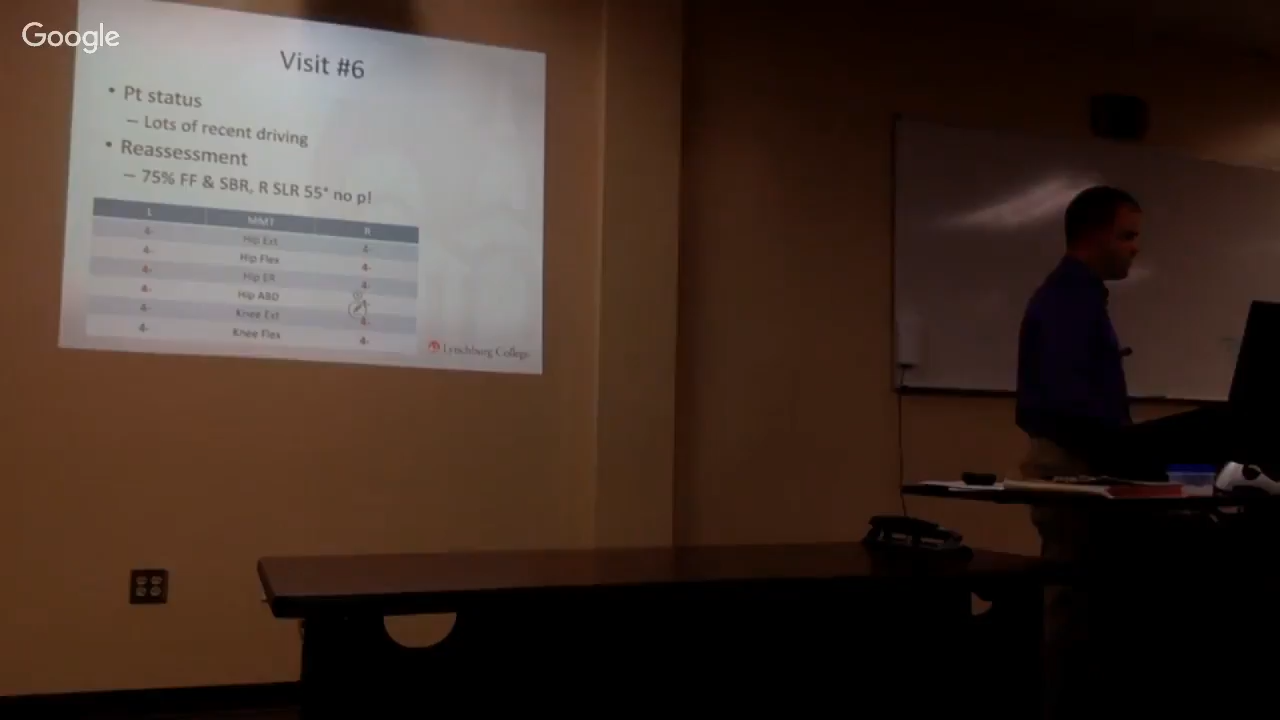 Google
Visit #6
• Pt status
– Lots of recent driving
• Reassessment
– 75% FF & SBR, R SLR 55° no p!
L MMT R
4- Hip Ext 4-
4- Hip Flex 4-
4- Hip ER 4-
4- Hip ABD 4-
4- Knee Ext 4-
4- Knee Flex 4-
Lynchburg College